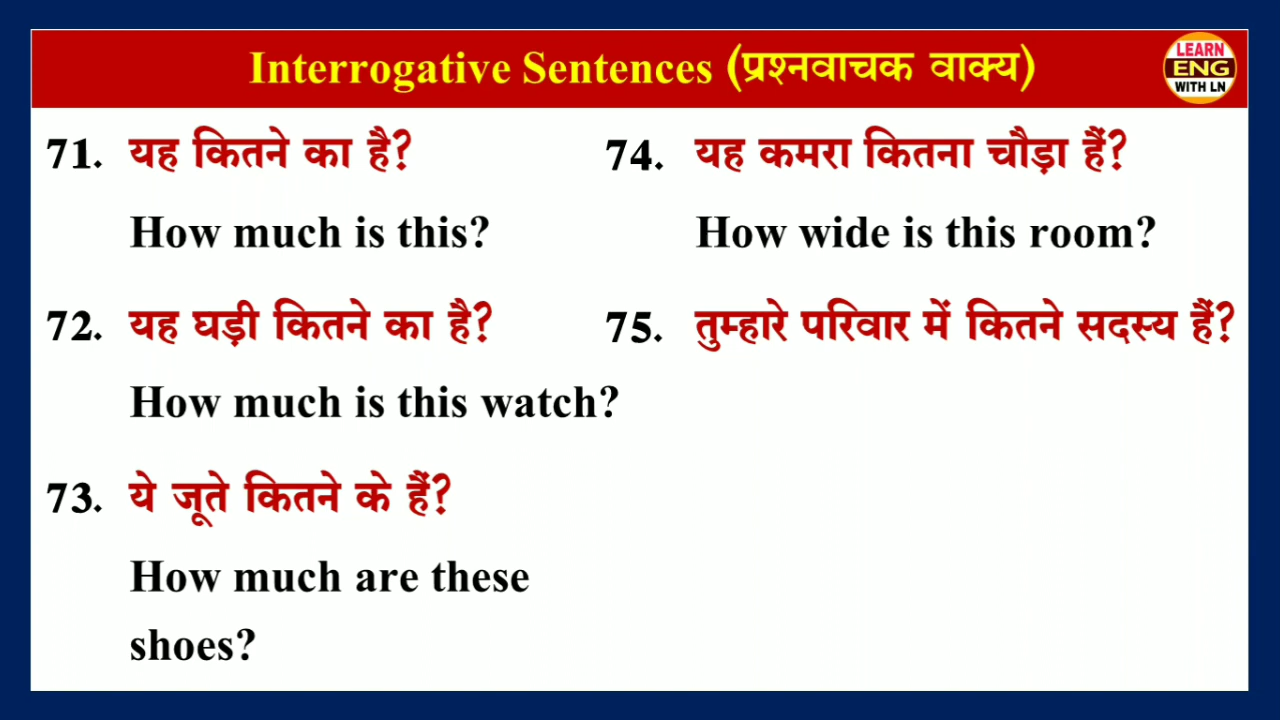 Interrogative Sentences (प्रश्नवाचक वाक्य)
LEARN
ENG
WITH LN
71. यह कितने का है?
How much is this?
72. यह घड़ी कितने का है?
How much is this watch?
73. ये जूते कितने के हैं?
How much are these
shoes?
74. यह कमरा कितना चौड़ा हैं?
How wide is this room?
75. तुम्हारे परिवार में कितने सदस्य हैं?